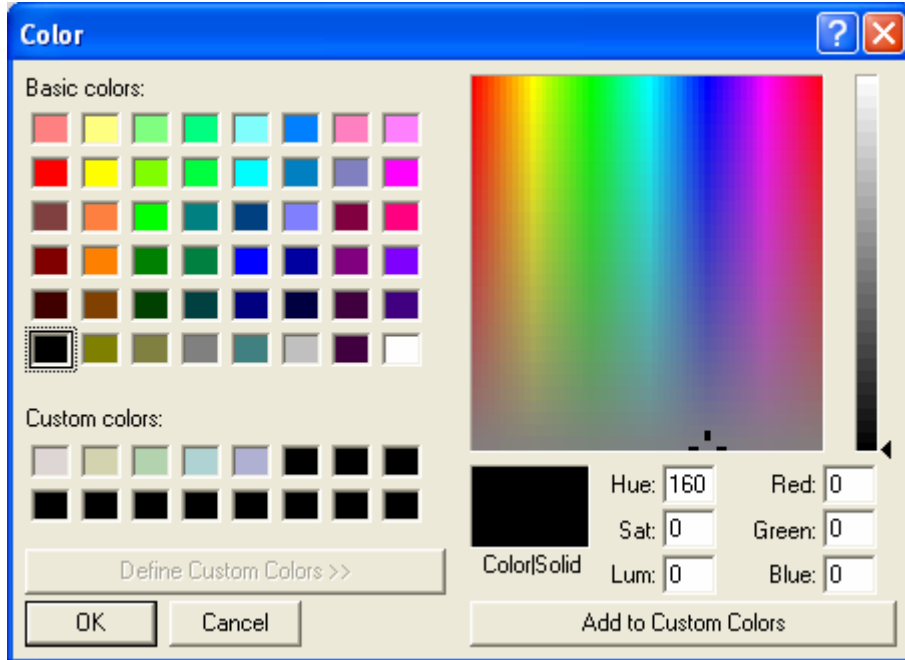 Color
Basic colors:
Custom colors:
Define Custom Colors >>
OK Cancel
Color|Solid
Hue: 160 Red: 0
Sat: 0 Green: 0
Lum: 0 Blue: 0
Add to Custom Colors